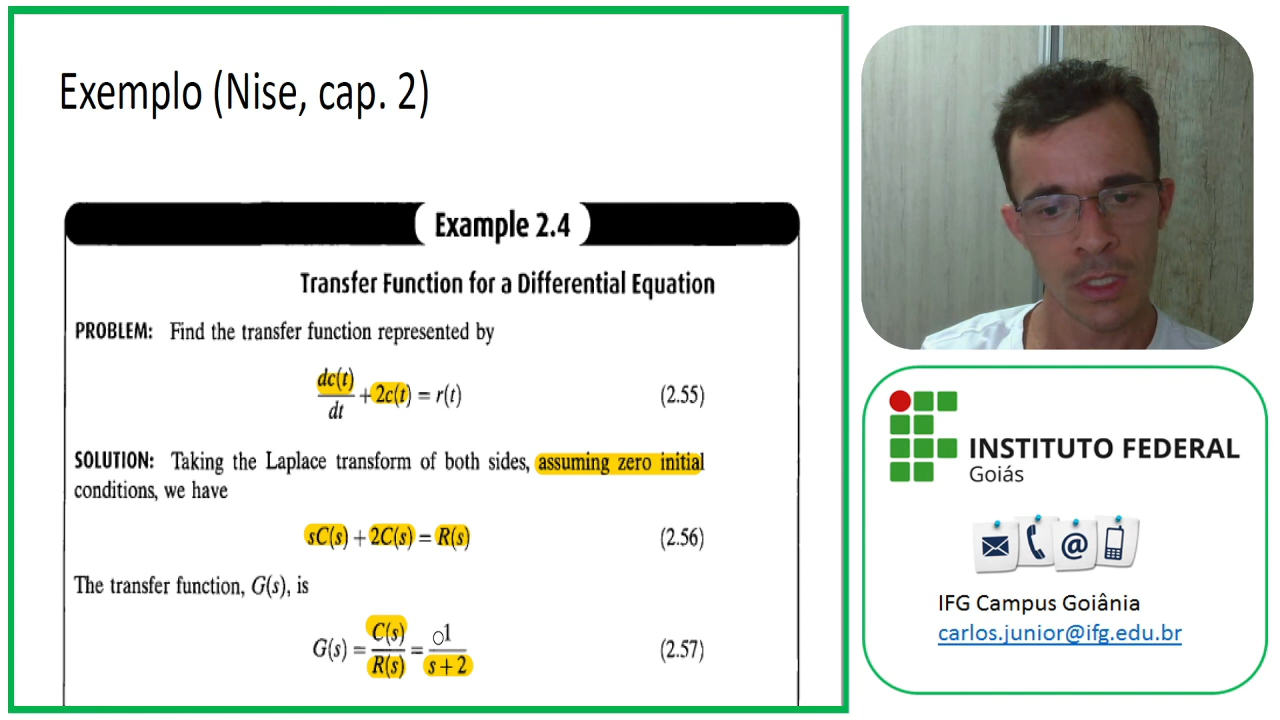 Exemplo (Nise, cap. 2)
Example 2.4
Transfer Function for a Differential Equation
PROBLEM: Find the transfer function represented by
dc(t)/dt + 2c(t) = r(t) (2.55)
SOLUTION: Taking the Laplace transform of both sides, assuming zero initial
conditions, we have
sC(s) + 2C(s) = R(s) (2.56)
The transfer function, G(s), is
G(s) = C(s)/R(s) = 1/(s + 2) (2.57)
INSTITUTO FEDERAL
Goiás
@
IFG Campus Goiânia
carlos.junior@ifg.edu.br